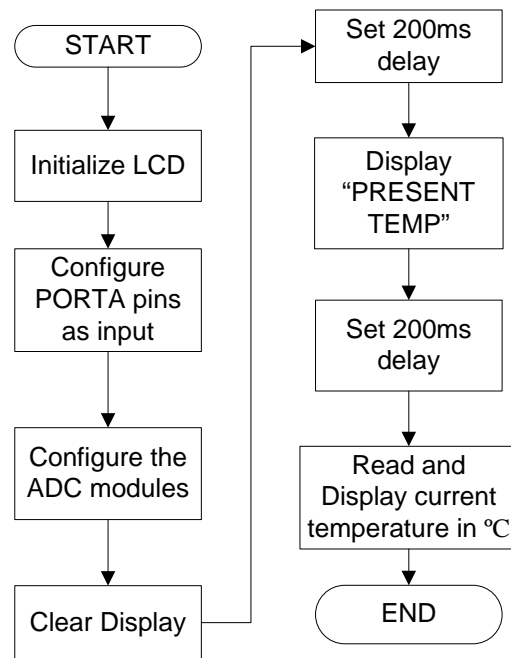 START
Initialize LCD
Configure
PORTA pins
as input
Configure the
ADC modules
Clear Display
Set 200ms
delay
Display
“PRESENT
TEMP”
Set 200ms
delay
Read and
Display current
temperature in ℃
END